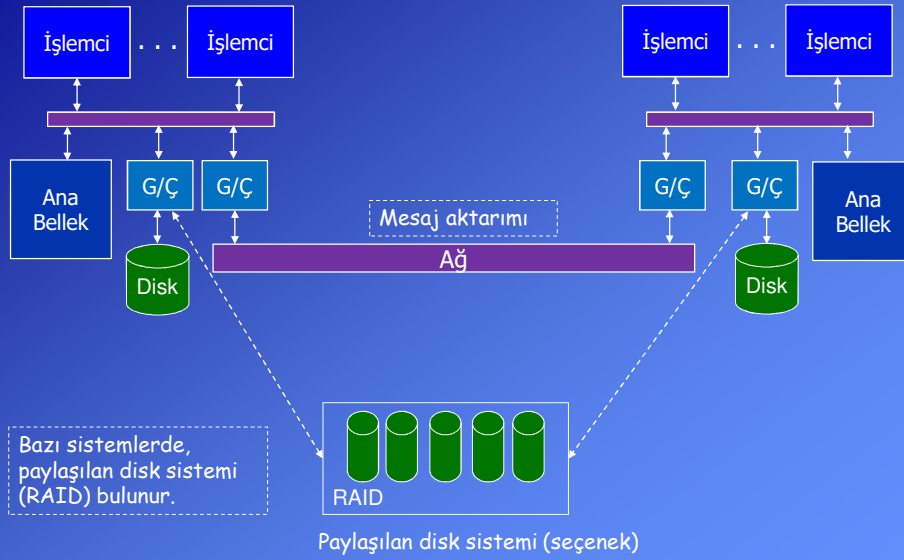 İşlemci . . . İşlemci
İşlemci . . . İşlemci
Ana
Bellek
G/Ç
G/Ç
G/Ç
G/Ç
Ana
Bellek
Mesaj aktarımı
Ağ
Disk
Disk
Bazı sistemlerde,
paylaşılan disk sistemi
(RAID) bulunur.
RAID
Paylaşılan disk sistemi (seçenek)